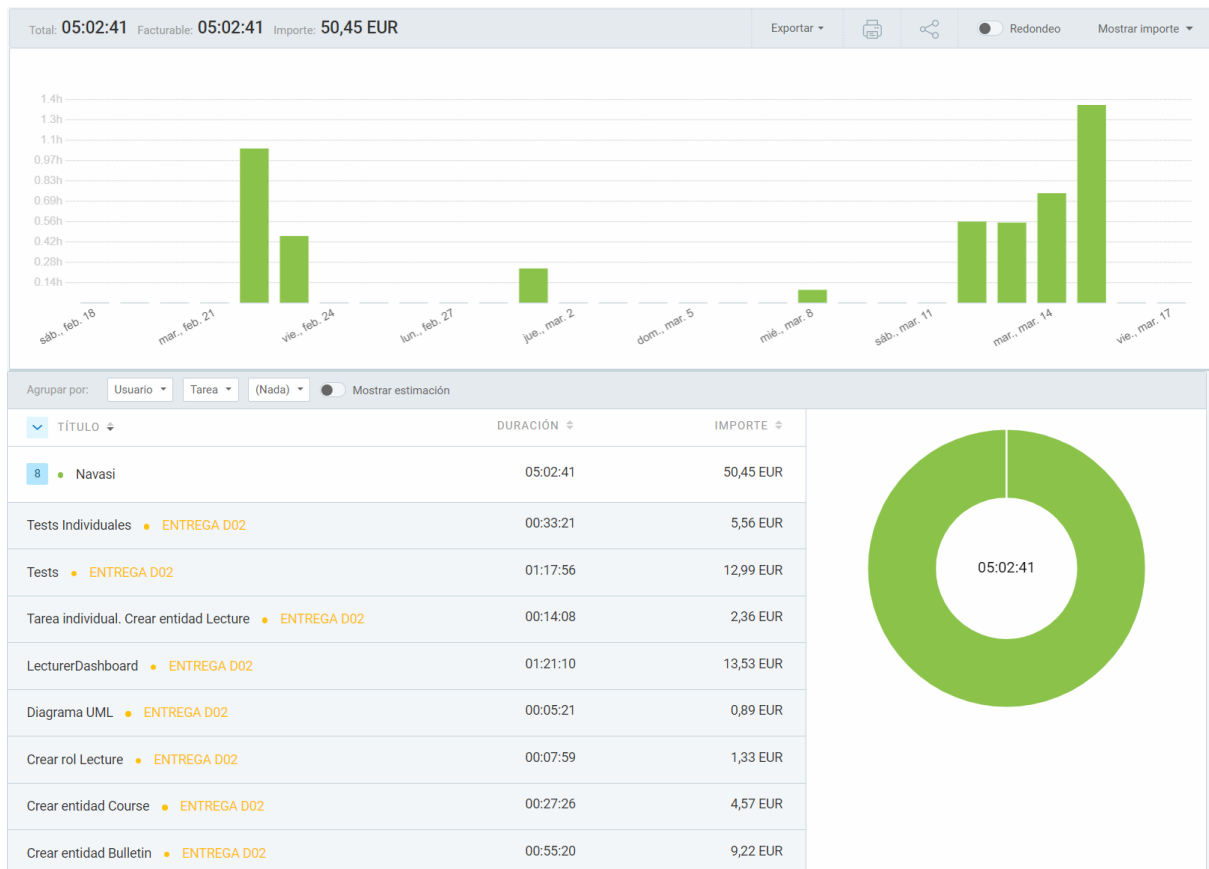 Total: 05:02:41 Facturable: 05:02:41 Importe: 50,45 EUR Exportar Redondeo Mostrar importe
1.4h
1.3h
1.1h
0.97h
0.83h
0.69h
0.56h
0.42h
0.28h
0.14h
sáb., feb. 18 mar., feb. 21 vie., feb. 24 lun., feb. 27 jue., mar. 2 dom., mar. 5 mié., mar. 8 sáb., mar. 11 mar., mar. 14 vie., mar. 17
Agrupar por: Usuario Tarea (Nada) Mostrar estimación
TÍTULO DURACIÓN IMPORTE
8 Navasi 05:02:41 50,45 EUR
Tests Individuales ENTREGA D02 00:33:21 5,56 EUR
Tests ENTREGA D02 01:17:56 12,99 EUR
Tarea individual. Crear entidad Lecture ENTREGA D02 00:14:08 2,36 EUR
LecturerDashboard ENTREGA D02 01:21:10 13,53 EUR
Diagrama UML ENTREGA D02 00:05:21 0,89 EUR
Crear rol Lecture ENTREGA D02 00:07:59 1,33 EUR
Crear entidad Course ENTREGA D02 00:27:26 4,57 EUR
Crear entidad Bulletin ENTREGA D02 00:55:20 9,22 EUR
05:02:41